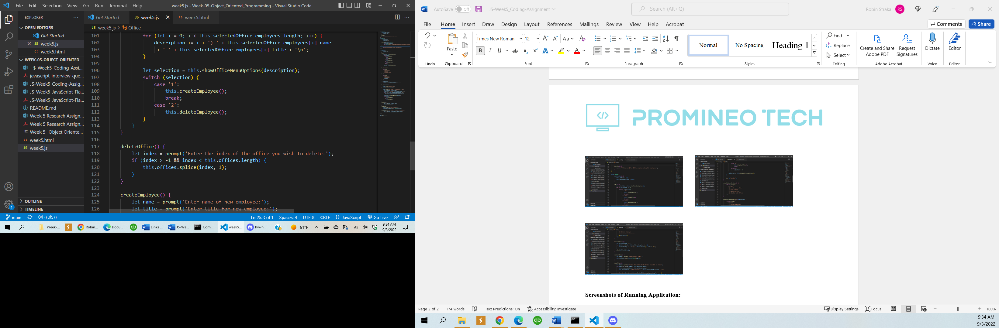 File Edit Selection View Go Run Terminal Help
week5.js - Week-05-Object_Oriented_Programming - Visual Studio Code
EXPLORER
OPEN EDITORS
Get Started
week5.js
week5.html
WEEK-05-OBJECT_ORIENTED...
~$-Week5_Coding-Assi...
javascript-interview-que...
JS-Week5_Coding-Assig...
JS-Week5_JavaScript-Fla...
JS-Week5_JavaScript-Fla...
README.md
Week 5 Research Assign...
Week 5 Research Assign...
Week 5_ Object Oriente...
week5.html
JS week5.js
OUTLINE
TIMELINE
Get Started
JS week5.js
week5.html
JS week5.js > Office
101 for (let i = 0; i < this.selectedOffice.employees.length; i++) {
102 description += i + ') ' + this.selectedOffice.employees[i].name
103 + '-' + this.selectedOffice.employees[i].title + '\n';
104 }
105
106 let selection = this.showOfficeMenuOptions(description);
107 switch (selection) {
108 case '1':
109 this.createEmployee();
110 break;
111 case '2':
112 this.deleteEmployee();
113 }
114 }
115 }
116
117 deleteOffice() {
118 let index = prompt('Enter the index of the office you wish to delete:');
119 if (index > -1 && index < this.offices.length) {
120 this.offices.splice(index, 1);
121 }
122 }
123
124 createEmployee() {
125 let name = prompt('Enter name of new employee:');
126 let title = prompt('Enter title for new employee:');
1
main 0 0
Ln 25, Col 1 Spaces: 4 UTF-8 CRLF {} JavaScript Go Live
Week-... Robin... Docu... qb Links ... JS-We... Com... week5... hw-h... 61°F
9:34 AM
9/3/2022
AutoSave Off
JS-Week5_Coding-Assignment
Search (Alt+Q)
Robin Straka RS
File Home Insert Draw Design Layout References Mailings Review View Help Acrobat
Comments Share
Paste
Times New Roman 12 Aa
B I U ab x₂ x² A A
Normal
No Spacing
Heading 1
Find
Replace
Select
Create and Share
Adobe PDF
Request
Signatures
Dictate
Editor
Undo Clipboard Font Paragraph Styles Editing Adobe Acrobat Voice Editor
</> PROMINEO TECH
Screenshots of Running Application:
Page 2 of 2 174 words Text Predictions: On Accessibility: Investigate
Display Settings Focus 100%
qb
9:34 AM
9/3/2022